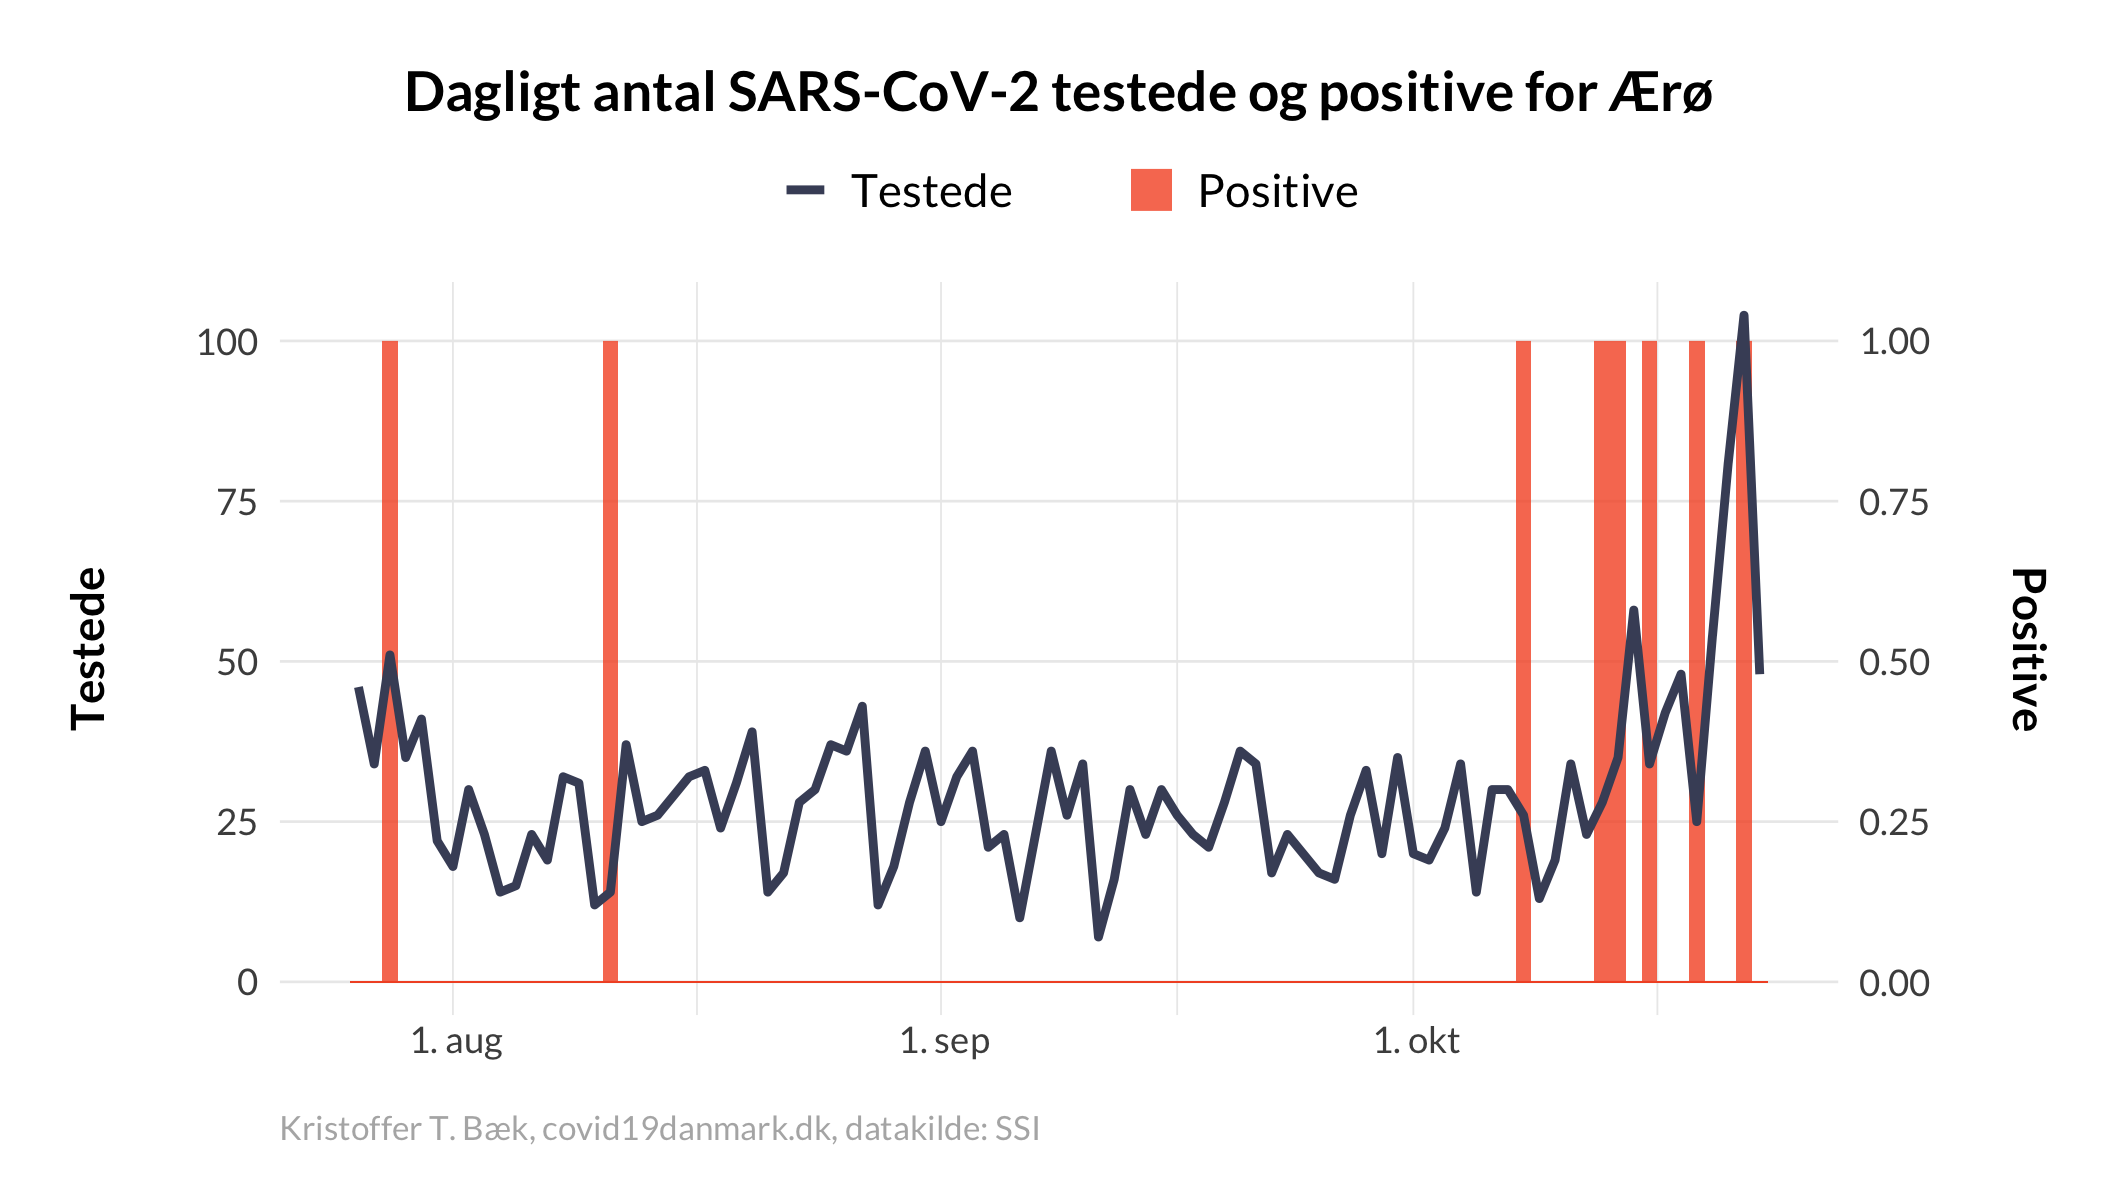 Dagligt antal SARS-CoV-2 testede og positive for Ærø
Testede Positive
100 1.00
75 0.75
50 0.50
25 0.25
0 0.00
Testede
Positive
1. aug 1. sep 1. okt
Kristoffer T. Bæk, covid19danmark.dk, datakilde: SSI